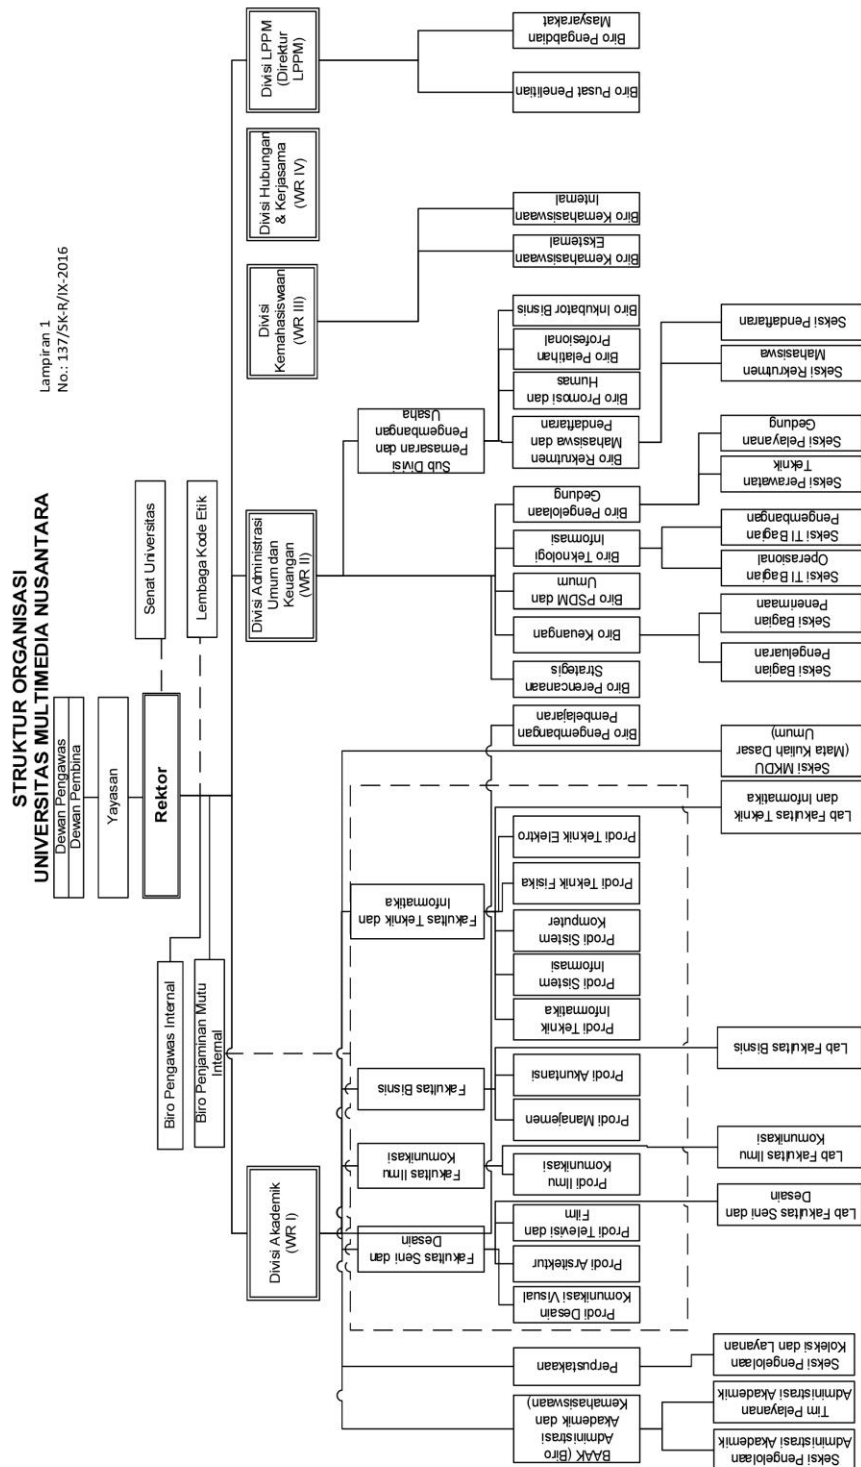 STRUKTUR ORGANISASI
UNIVERSITAS MULTIMEDIA NUSANTARA
Lampiran 1
No.: 137/SK-R/IX-2016
Dewan Pengawas
Dewan Pembina
Yayasan
Rektor
Senat Universitas
Lembaga Kode Etik
Biro Pengawas Internal
Biro Penjaminan Mutu
Internal
Divisi Akademik
(WR I)
Divisi Administrasi
Umum dan
Keuangan
(WR II)
Divisi
Kemahasiswaan
(WR III)
Divisi Hubungan
& Kerjasama
(WR IV)
Divisi LPPM
(Direktur
LPPM)
Fakultas Seni dan
Desain
Fakultas Ilmu
Komunikasi
Fakultas Bisnis
Fakultas Teknik dan
Informatika
Sub Divisi
Pemasaran dan
Pengembangan
Usaha
BAAK (Biro
Administrasi
Akademik dan
Kemahasiswaan)
Perpustakaan
Prodi Desain
Komunikasi Visual
Prodi Arsitektur
Prodi Televisi dan
Film
Prodi Ilmu
Komunikasi
Prodi Manajemen
Prodi Akuntansi
Prodi Teknik
Informatika
Prodi Sistem
Informasi
Prodi Sistem
Komputer
Prodi Teknik Fisika
Prodi Teknik Elektro
Biro
Pengembangan
Pembelajaran
Biro Perencanaan
Strategis
Biro Keuangan
Biro PSDM dan
Umum
Biro Teknologi
Informasi
Biro Pengelolaan
Gedung
Biro Rekrutmen
Mahasiswa dan
Pendaftaran
Biro Promosi dan
Humas
Biro Pelatihan
Profesional
Biro Inkubator Bisnis
Biro Kemahasiswaan
Eksternal
Biro Kemahasiswaan
Internal
Biro Pusat Penelitian
Biro Pengabdian
Masyarakat
Seksi Pengelolaan
Administrasi Akademik
Tim Pelayanan
Administrasi Akademik
Seksi Pengelolaan
Koleksi dan Layanan
Lab Fakultas Seni dan
Desain
Lab Fakultas Ilmu
Komunikasi
Lab Fakultas Bisnis
Lab Fakultas Teknik
dan Informatika
Seksi MKDU
(Mata Kuliah Dasar
Umum)
Seksi Bagian
Pengeluaran
Seksi Bagian
Penerimaan
Seksi TI Bagian
Operasional
Seksi TI Bagian
Pengembangan
Seksi Perawatan
Teknik
Seksi Pelayanan
Gedung
Seksi Rekrutmen
Mahasiswa
Seksi Pendaftaran